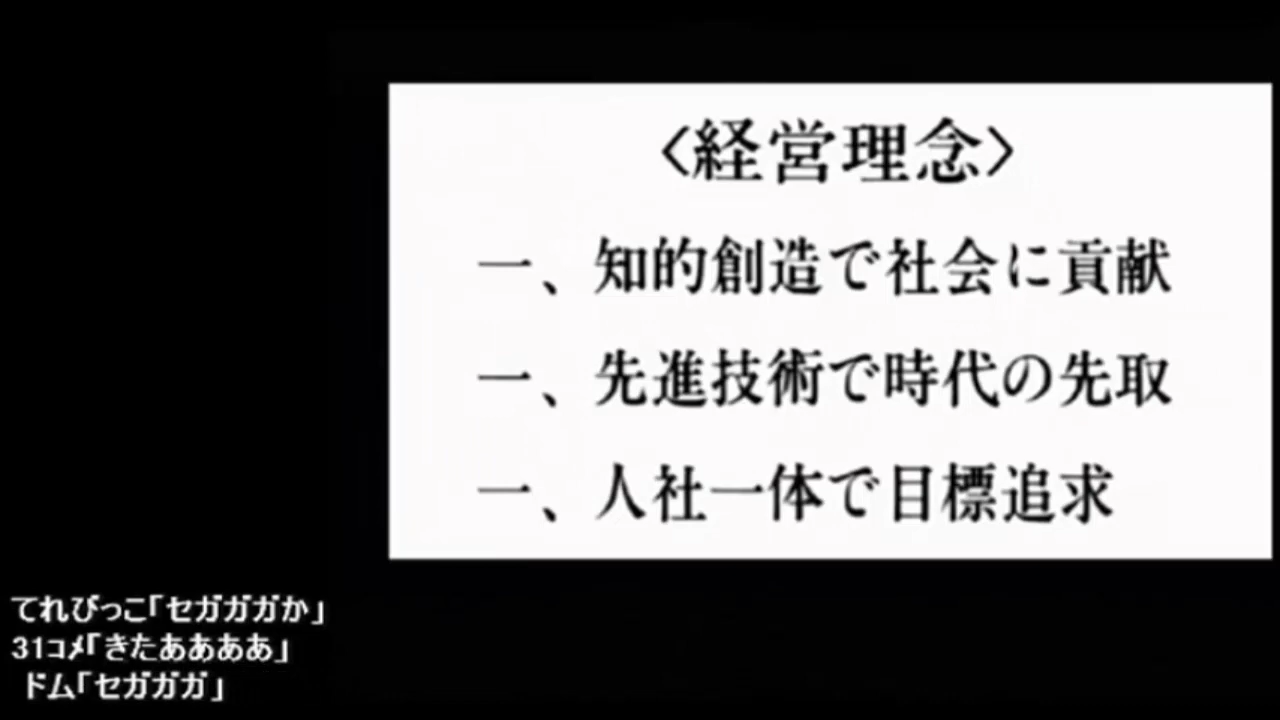 〈経営理念〉
一、知的創造で社会に貢献
一、先進技術で時代の先取
一、人社一体で目標追求
てれびっこ「セガガガか」
31コメ「きたああああ」
ドム「セガガガ」